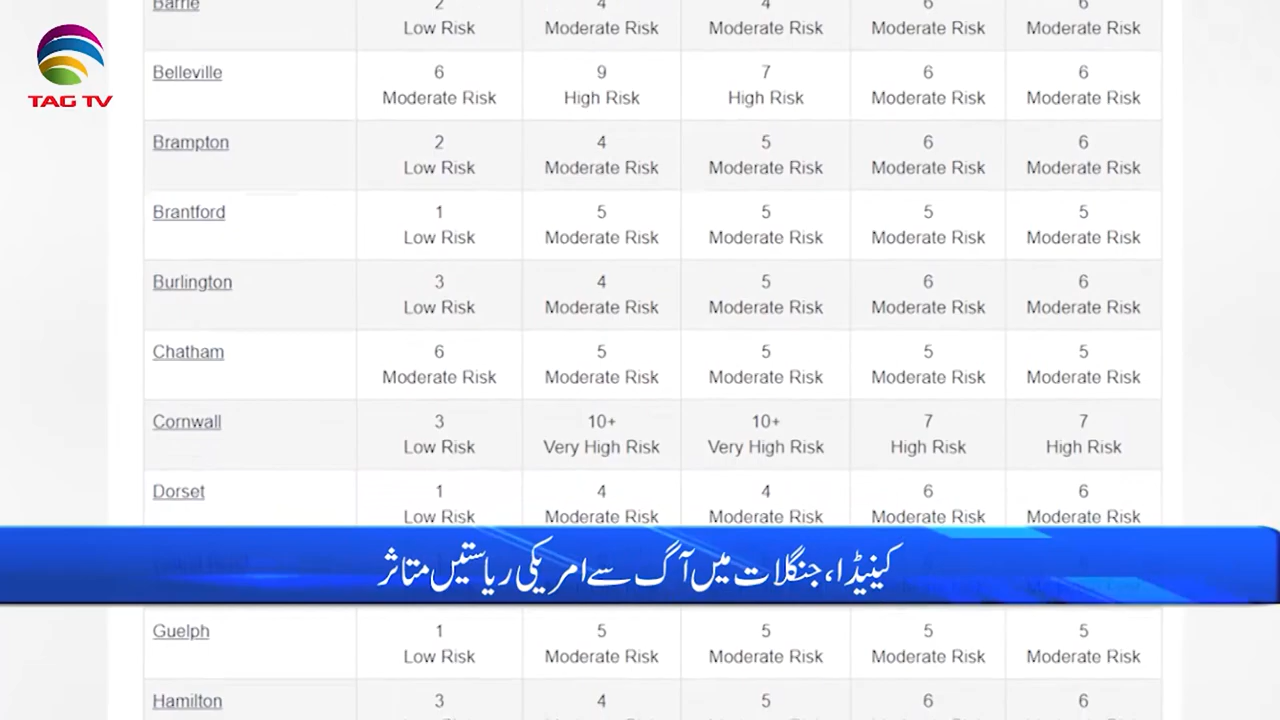 TAG TV
Barrie 2 4 4 6 6
Low Risk Moderate Risk Moderate Risk Moderate Risk Moderate Risk
Belleville 6 9 7 6 6
Moderate Risk High Risk High Risk Moderate Risk Moderate Risk
Brampton 2 4 5 6 6
Low Risk Moderate Risk Moderate Risk Moderate Risk Moderate Risk
Brantford 1 5 5 5 5
Low Risk Moderate Risk Moderate Risk Moderate Risk Moderate Risk
Burlington 3 4 5 6 6
Low Risk Moderate Risk Moderate Risk Moderate Risk Moderate Risk
Chatham 6 5 5 5 5
Moderate Risk Moderate Risk Moderate Risk Moderate Risk Moderate Risk
Cornwall 3 10+ 10+ 7 7
Low Risk Very High Risk Very High Risk High Risk High Risk
Dorset 1 4 4 6 6
Low Risk Moderate Risk Moderate Risk Moderate Risk Moderate Risk
کینیڈا، جنگلات میں آگ سے امریکی ریاستیں متاثر
Guelph 1 5 5 5 5
Low Risk Moderate Risk Moderate Risk Moderate Risk Moderate Risk
Hamilton 3 4 5 6 6